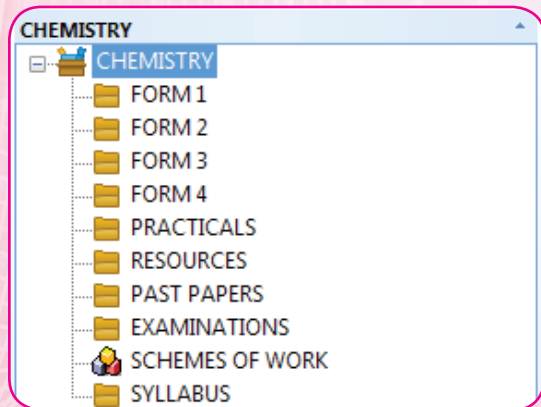 CHEMISTRY
CHEMISTRY
FORM 1
FORM 2
FORM 3
FORM 4
PRACTICALS
RESOURCES
PAST PAPERS
EXAMINATIONS
SCHEMES OF WORK
SYLLABUS